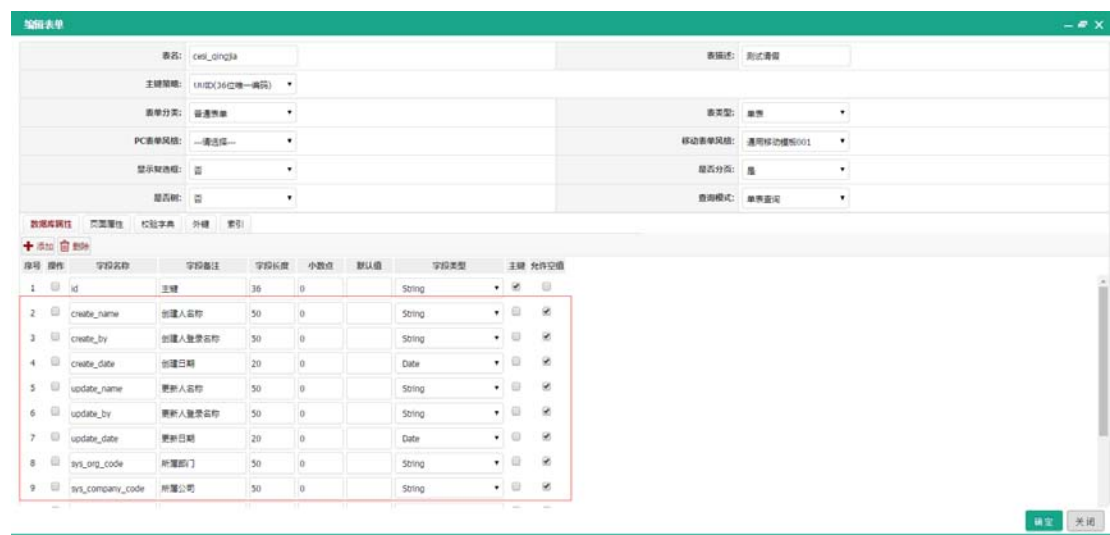 编辑表单
表名: cesi_qingjia 表描述: 测试请假
主键策略: UUID(36位唯一编码)
表单分类: 普通表单 表类型: 单表
PC表单风格: ---请选择--- 移动表单风格: 通用移动模板001
显示复选框: 否 是否分页: 是
是否树: 否 查询模式: 单表查询
数据库属性 页面属性 校验字典 外键 索引
添加 删除
序号 操作 字段名称 字段备注 字段长度 小数点 默认值 字段类型 主键 允许空值
1 id 主键 36 0 String
2 create_name 创建人名称 50 0 String
3 create_by 创建人登录名称 50 0 String
4 create_date 创建日期 20 0 Date
5 update_name 更新人名称 50 0 String
6 update_by 更新人登录名称 50 0 String
7 update_date 更新日期 20 0 Date
8 sys_org_code 所属部门 50 0 String
9 sys_company_code 所属公司 50 0 String
确定 关闭